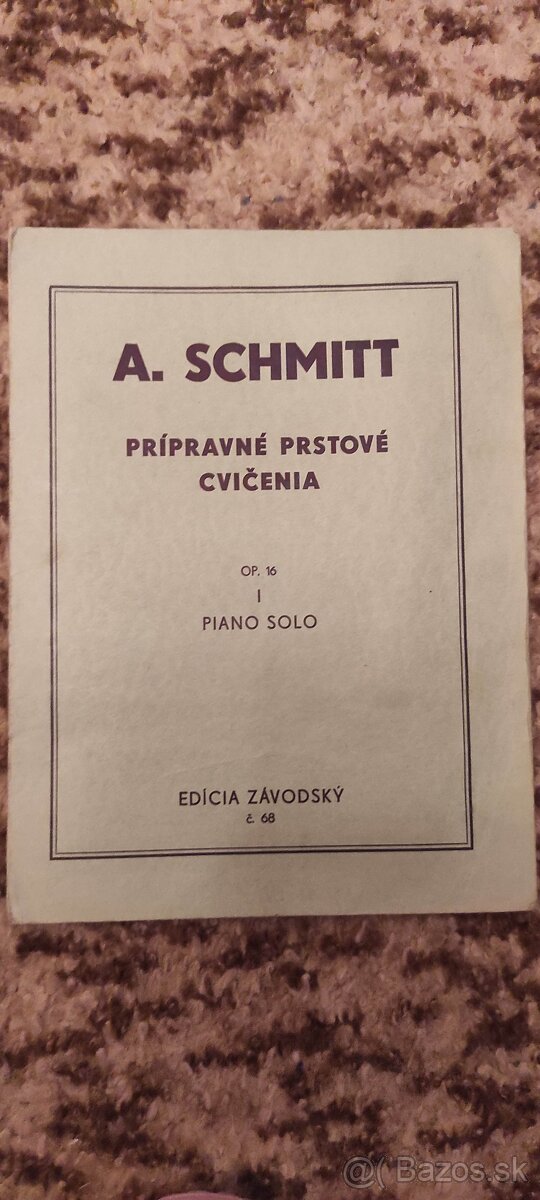 A. SCHMITT
PRÍPRAVNÉ PRSTOVÉ
CVIČENIA
OP. 16
I
PIANO SOLO
EDÍCIA ZÁVODSKÝ
č. 68
@( Bazos.sk